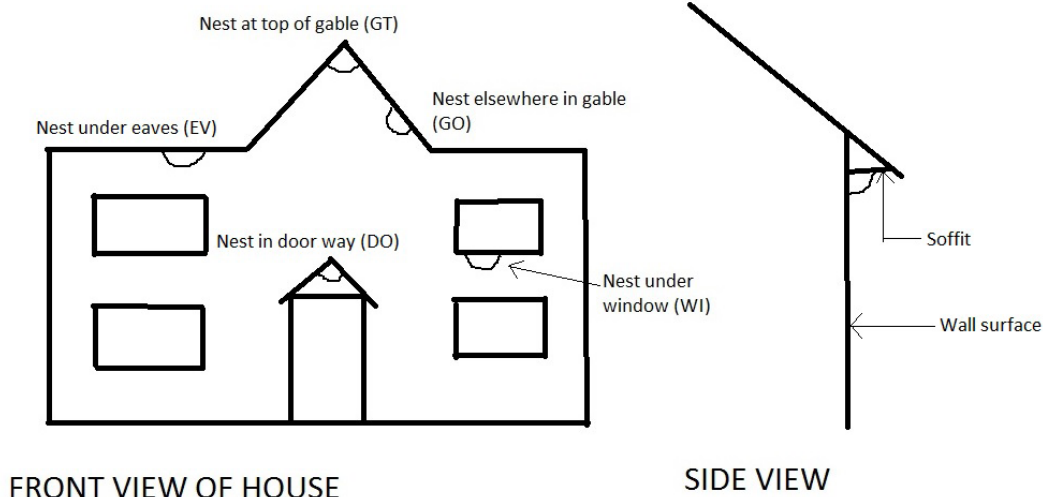 Nest at top of gable (GT)
Nest elsewhere in gable
(GO)
Nest under eaves (EV)
Nest in door way (DO)
Soffit
Nest under
window (WI)
Wall surface
FRONT VIEW OF HOUSE
SIDE VIEW